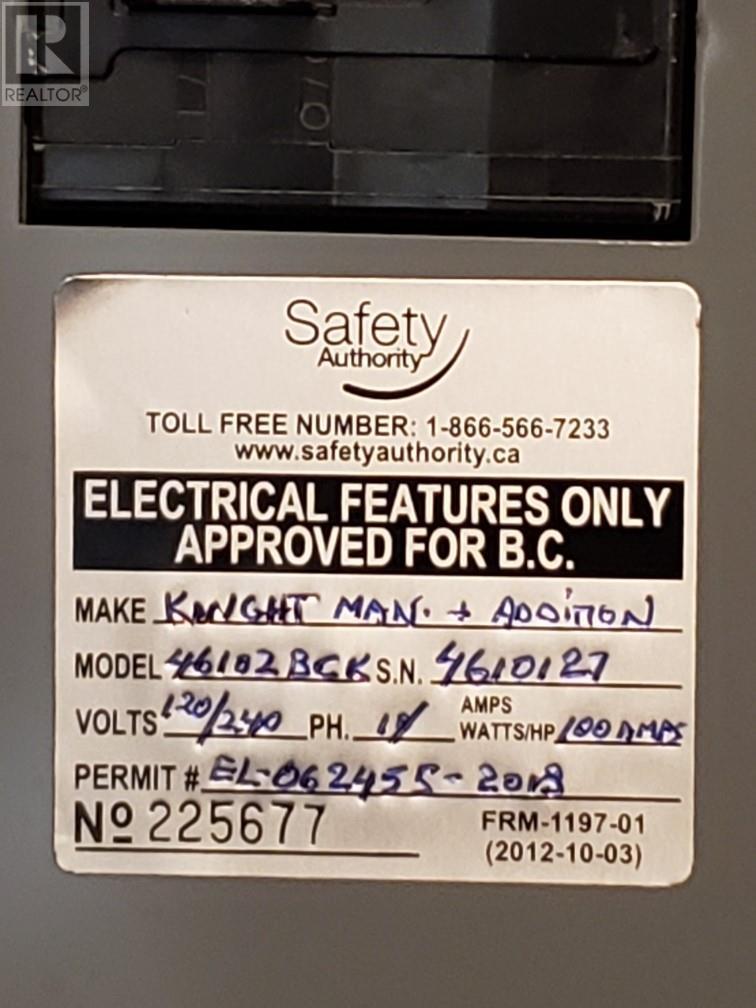 R
REALTOR®
Safety
Authority
TOLL FREE NUMBER: 1-866-566-7233
www.safetyauthority.ca
ELECTRICAL FEATURES ONLY
APPROVED FOR B.C.
MAKE KNIGHT MAN. + ADDITION
MODEL 46102BCK S.N. 4610127
VOLTS 120/240 PH. 1Ø AMPS WATTS/HP 100 AMPS
PERMIT # EL-062455-2018
Nº 225677
FRM-1197-01
(2012-10-03)